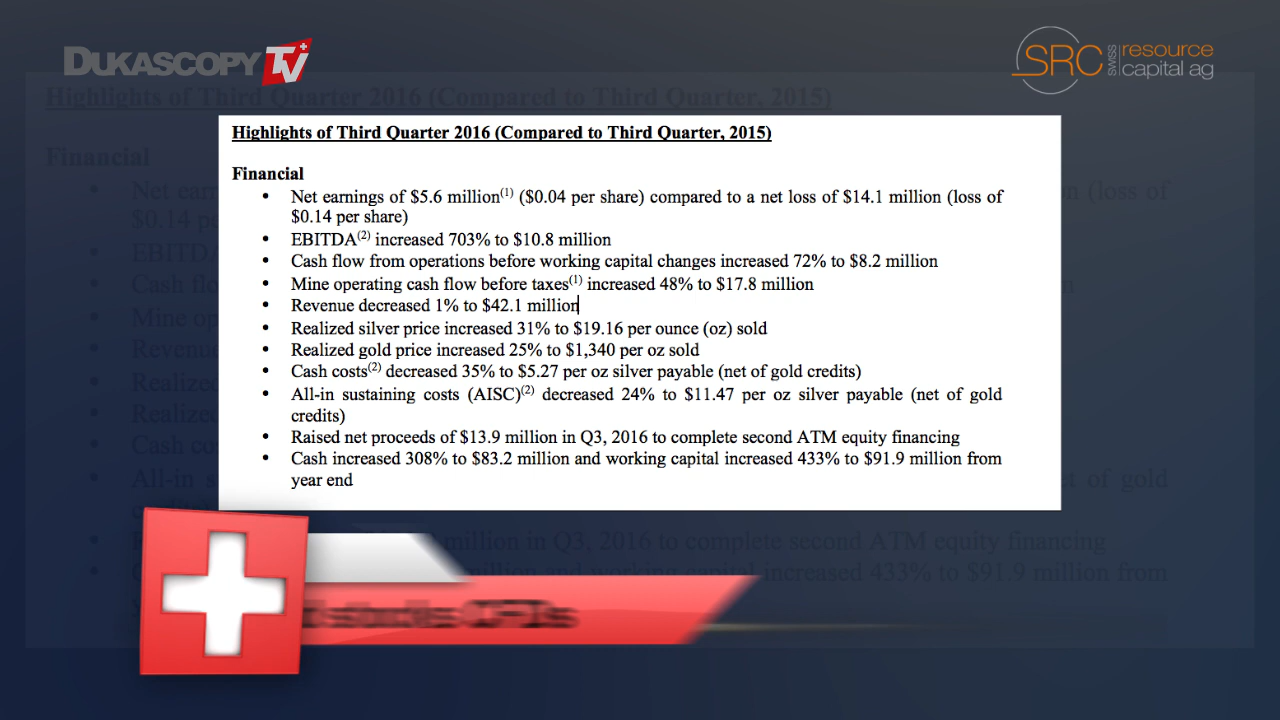 DUKASCOPY TV
SRC SWISS resource
capital ag
Highlights of Third Quarter 2016 (Compared to Third Quarter, 2015)
Financial
• Net earnings of $5.6 million(1) ($0.04 per share) compared to a net loss of $14.1 million (loss of
$0.14 per share)
• EBITDA(2) increased 703% to $10.8 million
• Cash flow from operations before working capital changes increased 72% to $8.2 million
• Mine operating cash flow before taxes(1) increased 48% to $17.8 million
• Revenue decreased 1% to $42.1 million
• Realized silver price increased 31% to $19.16 per ounce (oz) sold
• Realized gold price increased 25% to $1,340 per oz sold
• Cash costs(2) decreased 35% to $5.27 per oz silver payable (net of gold credits)
• All-in sustaining costs (AISC)(2) decreased 24% to $11.47 per oz silver payable (net of gold
credits)
• Raised net proceeds of $13.9 million in Q3, 2016 to complete second ATM equity financing
• Cash increased 308% to $83.2 million and working capital increased 433% to $91.9 million from
year end